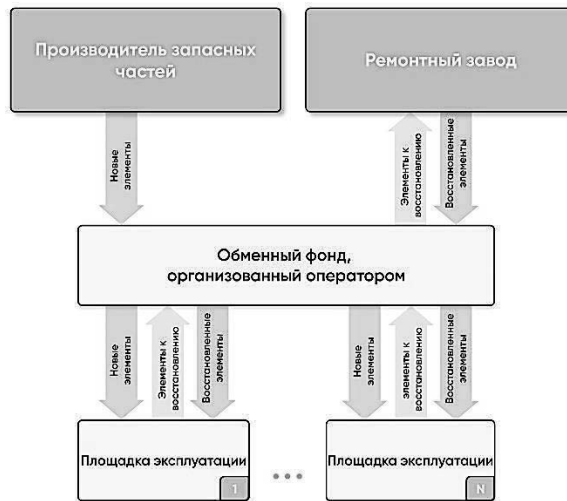 Производитель запасных
частей
Ремонтный завод
Новые
элементы
Элементы к
восстановлению
Восстановленные
элементы
Обменный фонд,
организованный оператором
Новые
элементы
Элементы к
восстановлению
Восстановленные
элементы
Новые
элементы
элементы к
восстановлению
Восстановленные
элементы
Площадка эксплуатации
1
...
Площадка эксплуатации
N